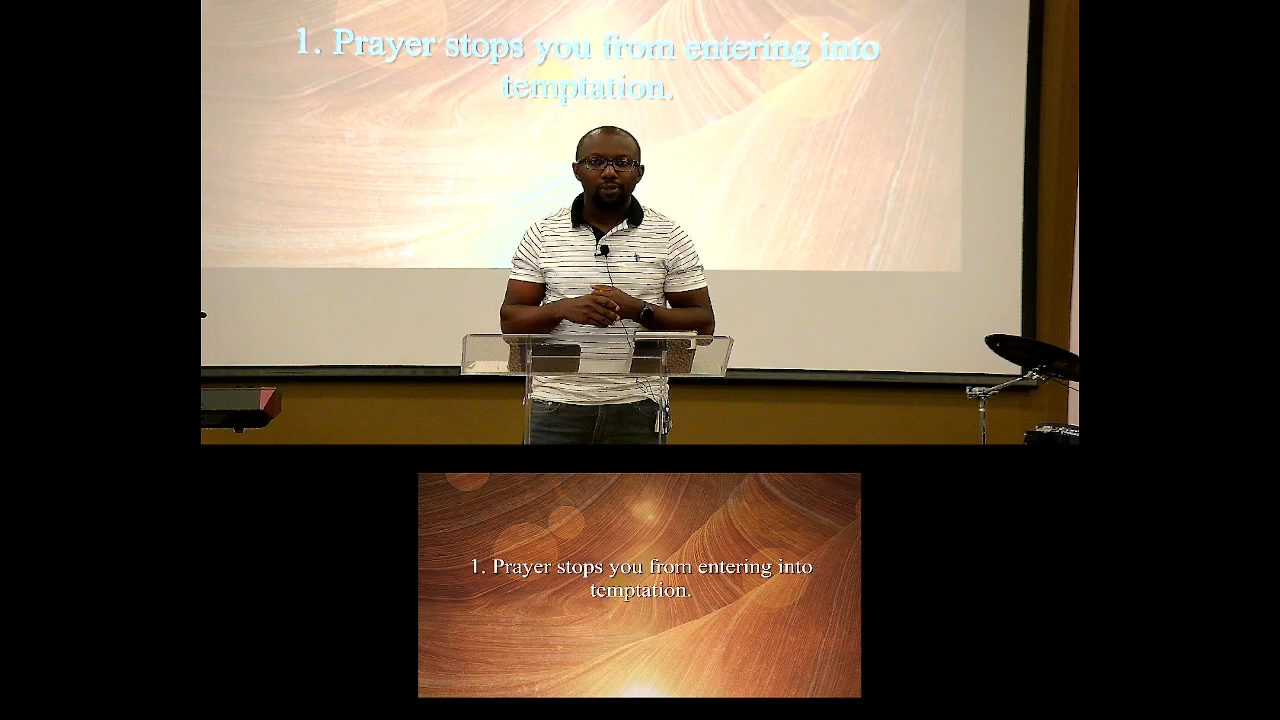 1. Prayer stops you from entering into
temptation.
1. Prayer stops you from entering into
temptation.